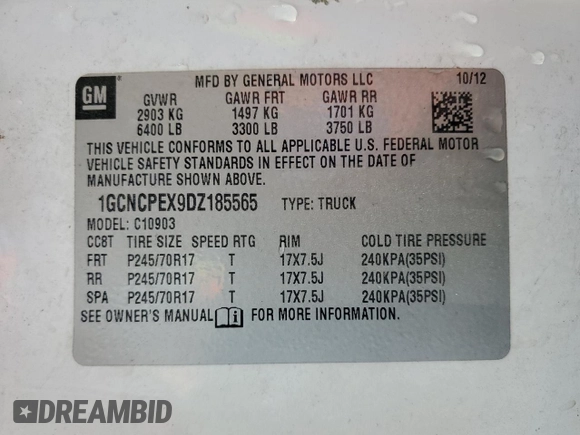 GM
MFD BY GENERAL MOTORS LLC 10/12
GVWR GAWR FRT GAWR RR
2903 KG 1497 KG 1701 KG
6400 LB 3300 LB 3750 LB
THIS VEHICLE CONFORMS TO ALL APPLICABLE U.S. FEDERAL MOTOR
VEHICLE SAFETY STANDARDS IN EFFECT ON THE DATE OF
MANUFACTURE SHOWN ABOVE.
1GCNCPEX9DZ185565 TYPE: TRUCK
MODEL: C10903
CC8T TIRE SIZE SPEED RTG RIM COLD TIRE PRESSURE
FRT P245/70R17 T 17X7.5J 240KPA(35PSI)
RR P245/70R17 T 17X7.5J 240KPA(35PSI)
SPA P245/70R17 T 17X7.5J 240KPA(35PSI)
SEE OWNER'S MANUAL i FOR MORE INFORMATION.
DREAMBID